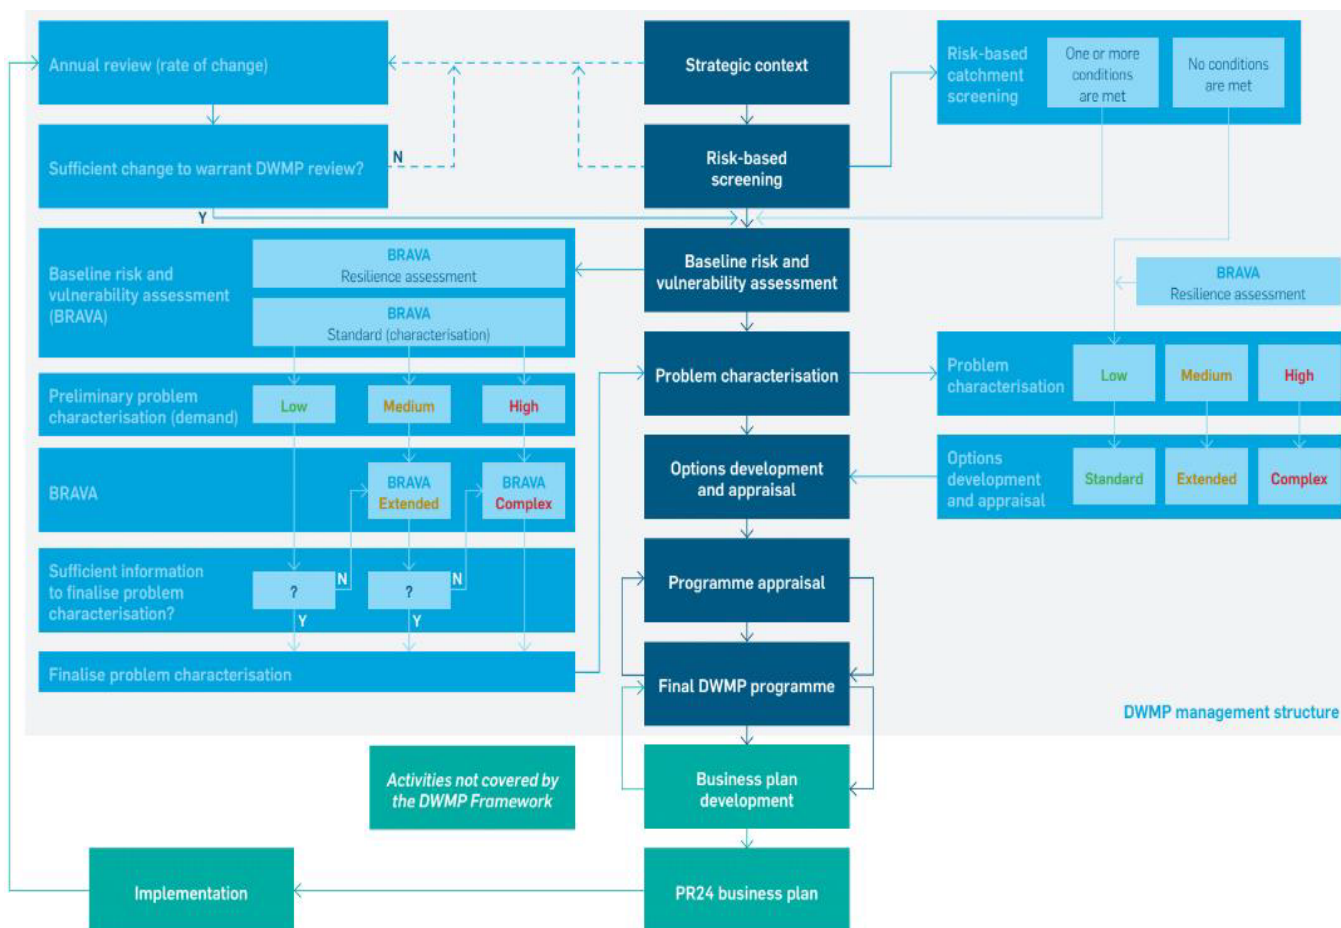 Annual review (rate of change)
Strategic context
Risk-based
catchment
screening
One or more
conditions
are met
No conditions
are met
Sufficient change to warrant DWMP review?
N
Risk-based
screening
Y
Baseline risk and
vulnerability assessment
(BRAVA)
BRAVA
Resilience assessment
BRAVA
Standard (characterisation)
Baseline risk and
vulnerability assessment
BRAVA
Resilience assessment
Preliminary problem
characterisation (demand)
Low
Medium
High
Problem characterisation
Problem
characterisation
Low
Medium
High
BRAVA
BRAVA
Extended
BRAVA
Complex
Options development
and appraisal
Options
development
and appraisal
Standard
Extended
Complex
Sufficient information
to finalise problem
characterisation?
?
N
?
N
Y
Y
Programme appraisal
Finalise problem characterisation
Final DWMP programme
DWMP management structure
Activities not covered by
the DWMP Framework
Business plan
development
Implementation
PR24 business plan